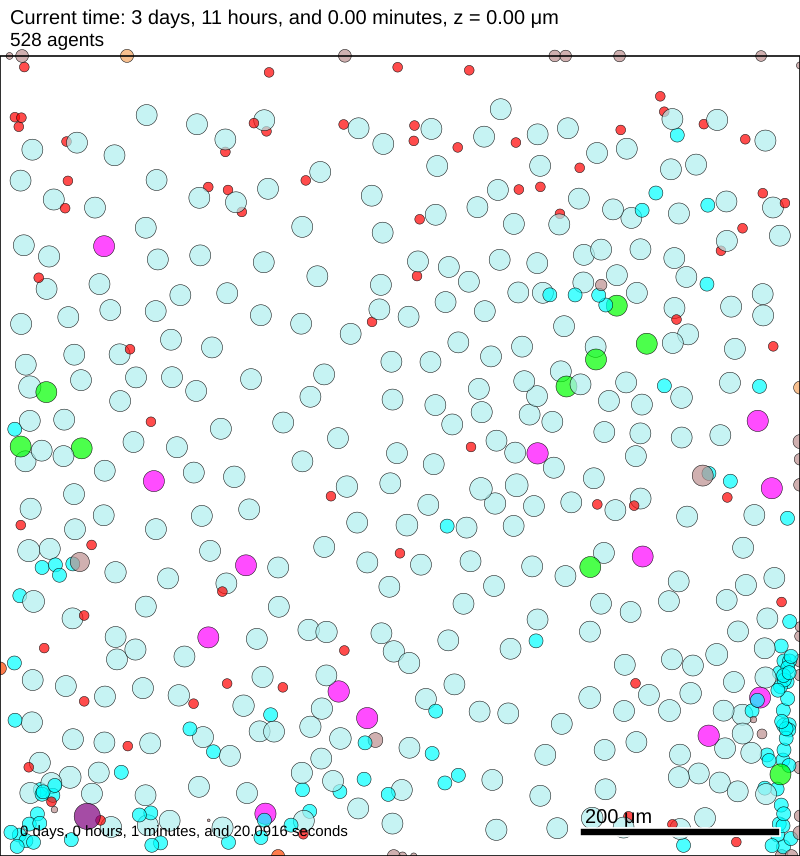 Current time: 3 days, 11 hours, and 0.00 minutes, z = 0.00 μm
528 agents
200 μm
0 days, 0 hours, 1 minutes, and 20.0916 seconds